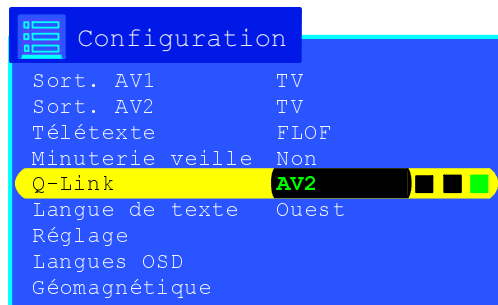 Configuration
Sort. AV1 TV
Sort. AV2 TV
Télétexte FLOF
Minuterie veille Non
Q-Link AV2
Langue de texte Ouest
Réglage
Langues OSD
Géomagnétique